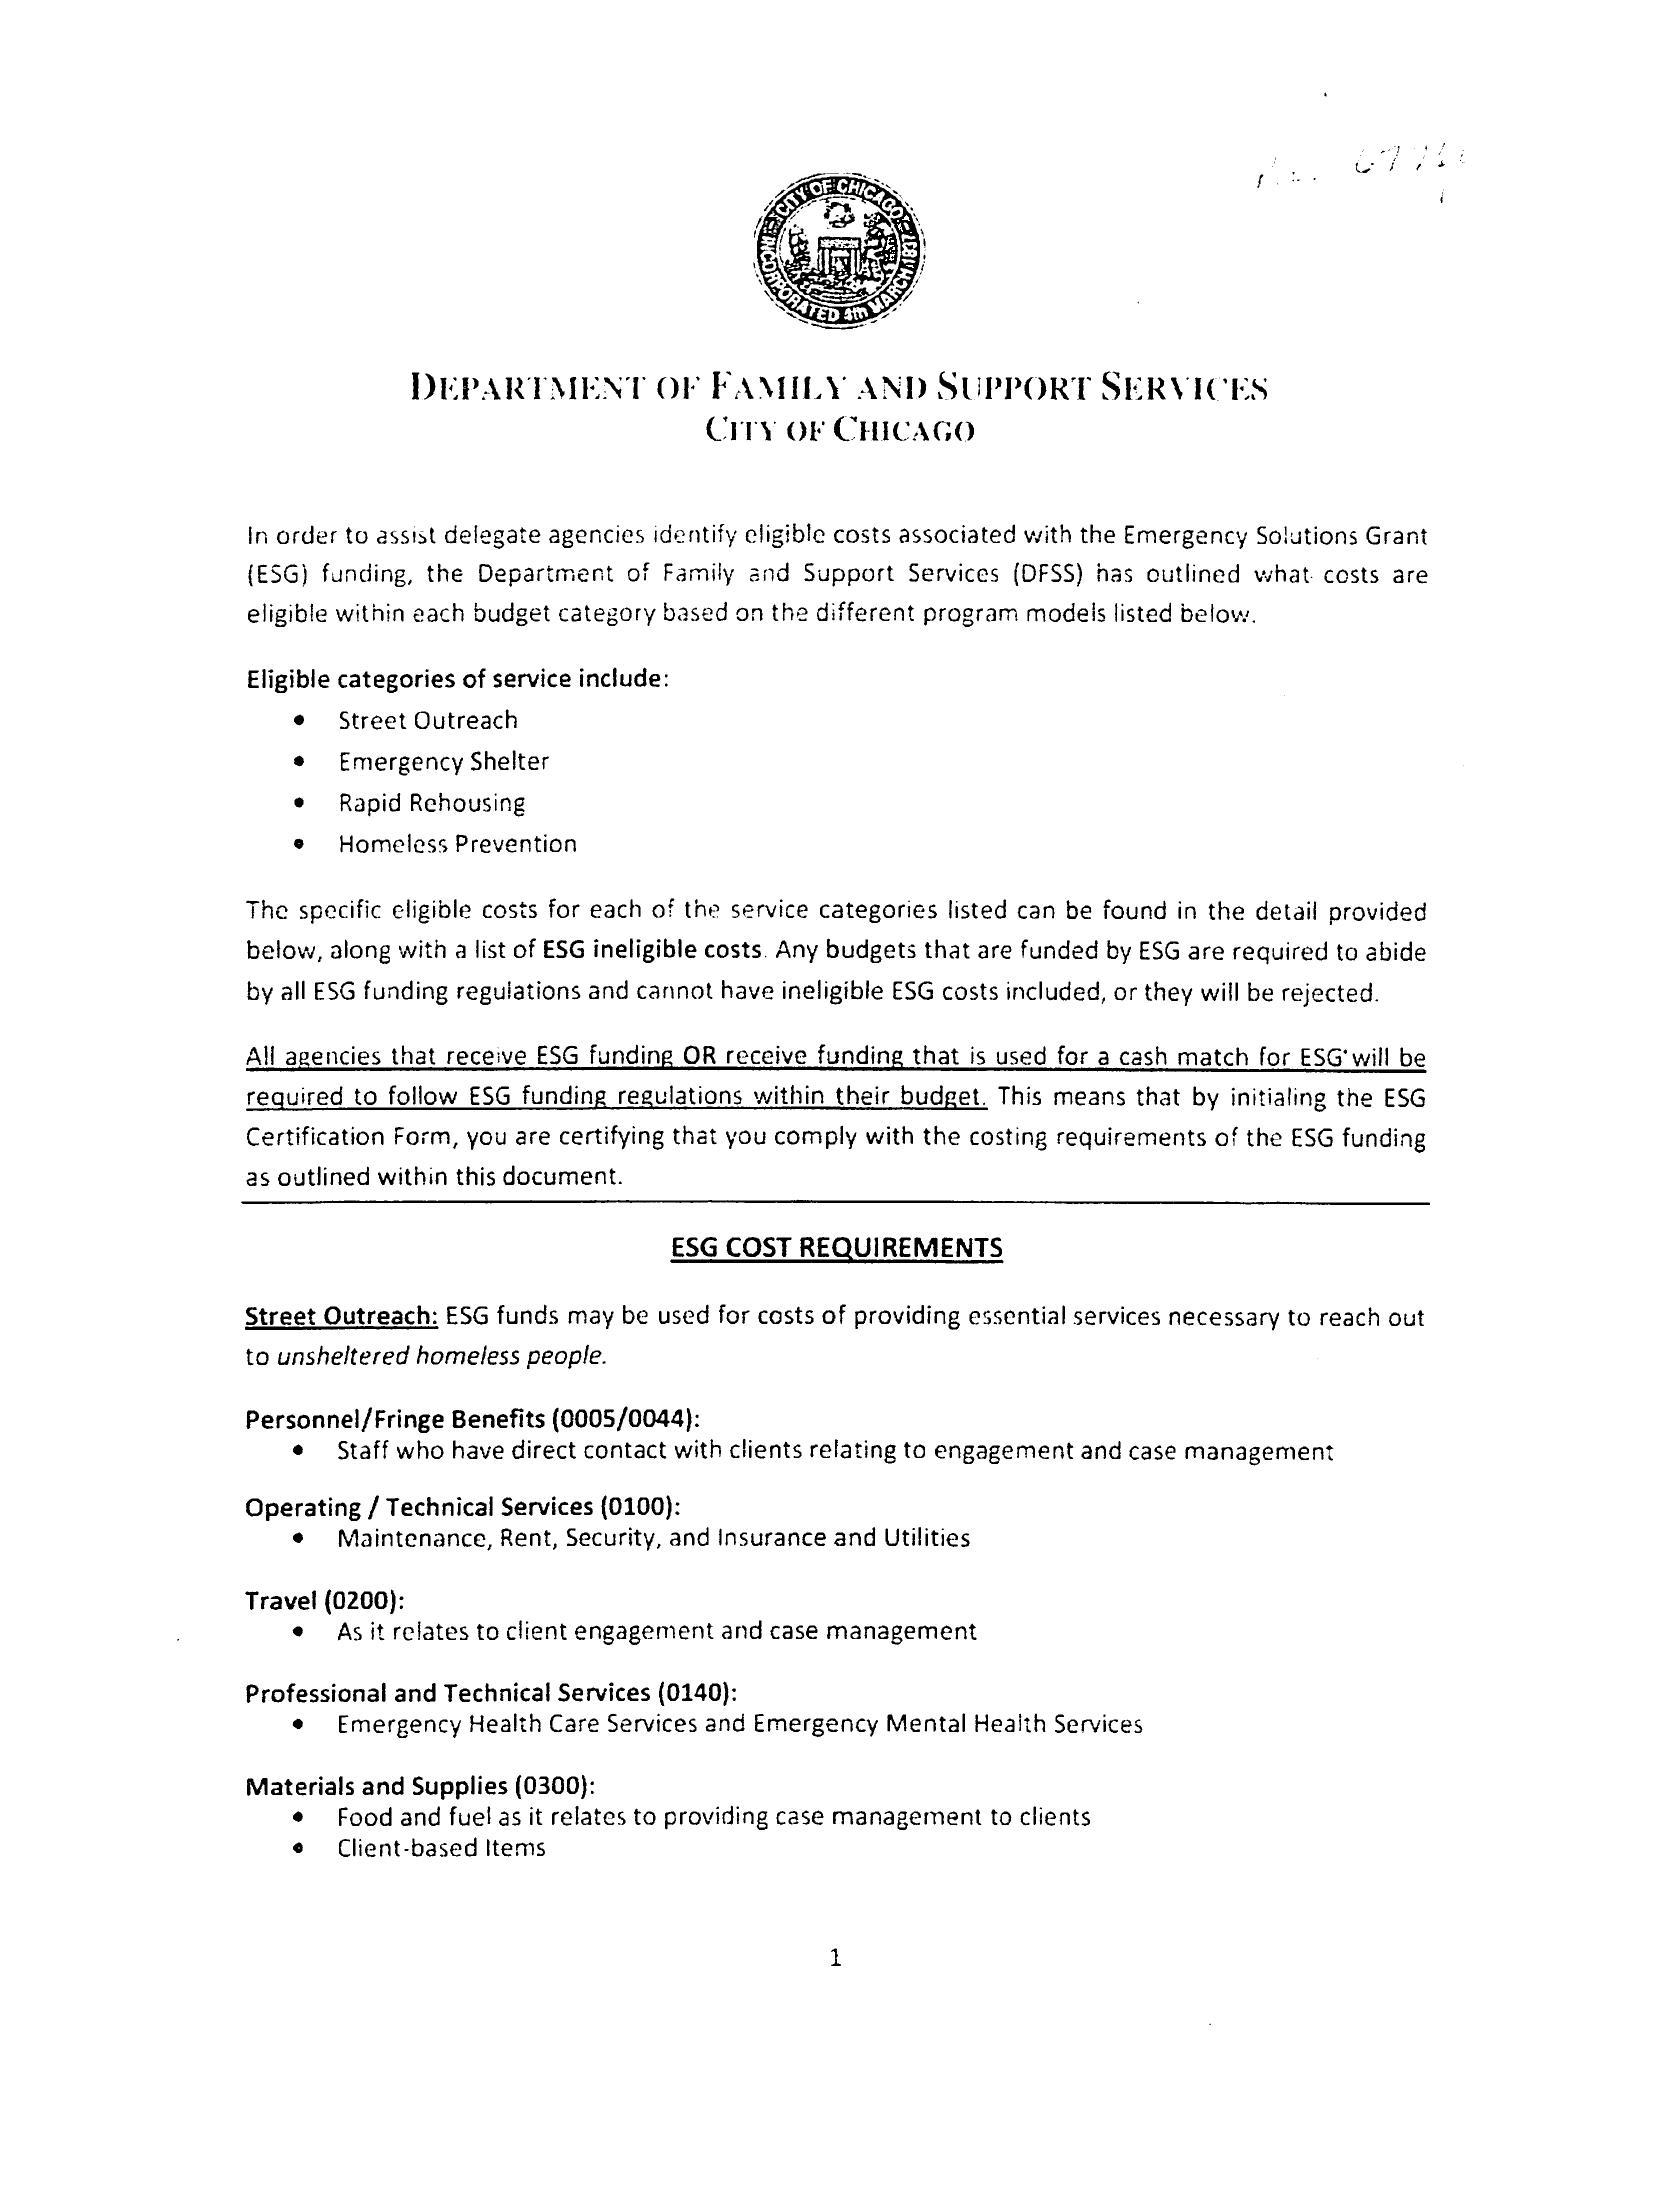 CITY OF CHICAGO
INCORPORATED 4th MARCH 1837
DEPARTMENT OF FAMILY AND SUPPORT SERVICES
CITY OF CHICAGO
In order to assist delegate agencies identify eligible costs associated with the Emergency Solutions Grant
(ESG) funding, the Department of Family and Support Services (DFSS) has outlined what costs are
eligible within each budget category based on the different program models listed below.
Eligible categories of service include:
• Street Outreach
• Emergency Shelter
• Rapid Rehousing
• Homeless Prevention
The specific eligible costs for each of the service categories listed can be found in the detail provided
below, along with a list of ESG ineligible costs. Any budgets that are funded by ESG are required to abide
by all ESG funding regulations and cannot have ineligible ESG costs included, or they will be rejected.
All agencies that receive ESG funding OR receive funding that is used for a cash match for ESG will be
required to follow ESG funding regulations within their budget. This means that by initialing the ESG
Certification Form, you are certifying that you comply with the costing requirements of the ESG funding
as outlined within this document.
ESG COST REQUIREMENTS
Street Outreach: ESG funds may be used for costs of providing essential services necessary to reach out
to unsheltered homeless people.
Personnel/Fringe Benefits (0005/0044):
• Staff who have direct contact with clients relating to engagement and case management
Operating / Technical Services (0100):
• Maintenance, Rent, Security, and Insurance and Utilities
Travel (0200):
• As it relates to client engagement and case management
Professional and Technical Services (0140):
• Emergency Health Care Services and Emergency Mental Health Services
Materials and Supplies (0300):
• Food and fuel as it relates to providing case management to clients
• Client-based Items
1